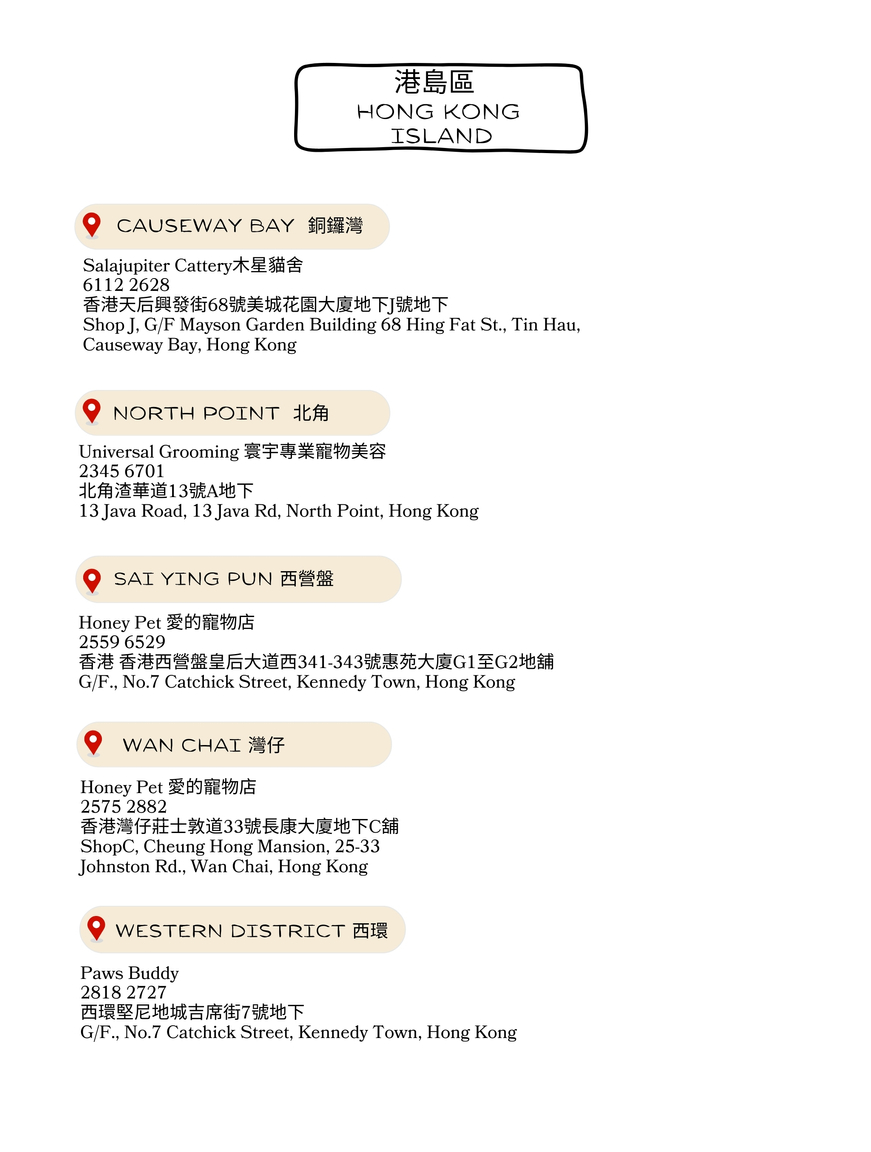 港島區
HONG KONG
ISLAND
CAUSEWAY BAY 銅鑼灣
Salajupiter Cattery木星貓舍
6112 2628
香港天后興發街68號美城花園大廈地下J號地下
Shop J, G/F Mayson Garden Building 68 Hing Fat St., Tin Hau,
Causeway Bay, Hong Kong
NORTH POINT 北角
Universal Grooming 寰宇專業寵物美容
2345 6701
北角渣華道13號A地下
13 Java Road, 13 Java Rd, North Point, Hong Kong
SAI YING PUN 西營盤
Honey Pet 愛的寵物店
2559 6529
香港 香港西營盤皇后大道西341-343號惠苑大廈G1至G2地舖
G/F., No.7 Catchick Street, Kennedy Town, Hong Kong
WAN CHAI 灣仔
Honey Pet 愛的寵物店
2575 2882
香港灣仔莊士敦道33號長康大廈地下C舖
ShopC, Cheung Hong Mansion, 25-33
Johnston Rd., Wan Chai, Hong Kong
WESTERN DISTRICT 西環
Paws Buddy
2818 2727
西環堅尼地城吉席街7號地下
G/F., No.7 Catchick Street, Kennedy Town, Hong Kong